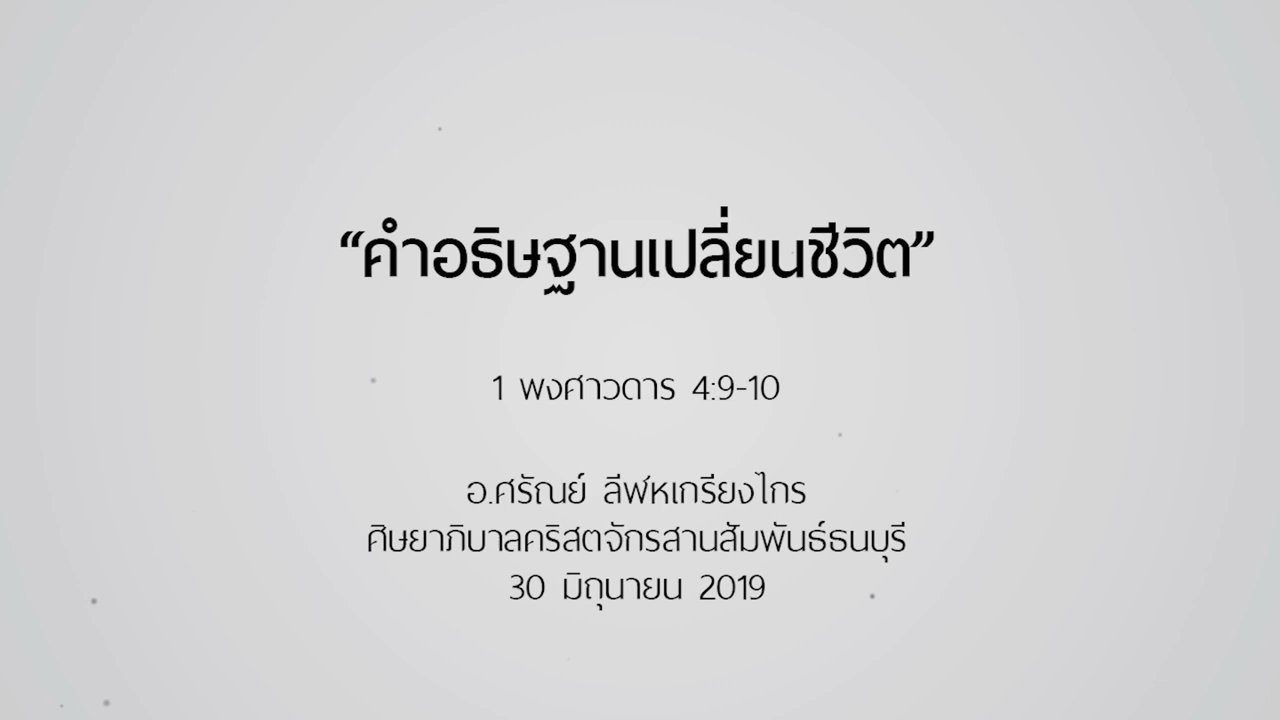 “คำอธิษฐานเปลี่ยนชีวิต”
1 พงศาวดาร 4:9-10
อ.ศรัณย์ ลีฬหเกรียงไกร
ศิษยาภิบาลคริสตจักรสานสัมพันธ์ธนบุรี
30 มิถุนายน 2019